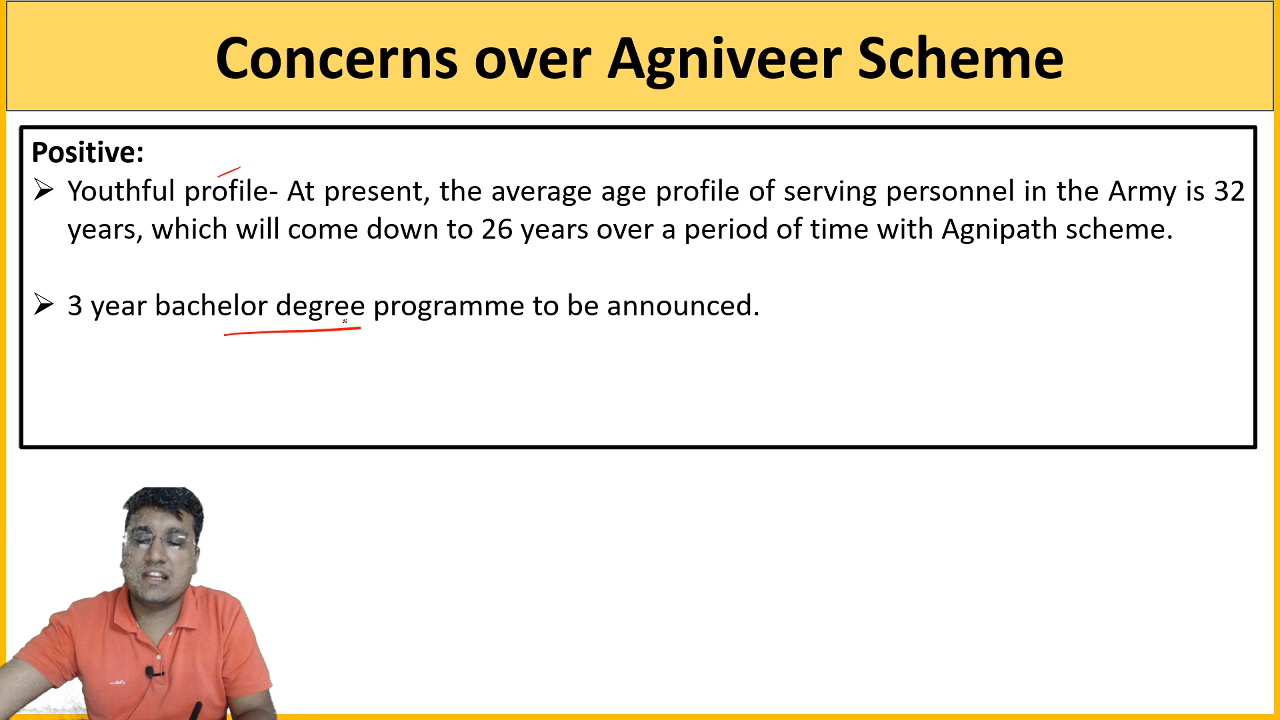 Concerns over Agniveer Scheme
Positive:
➢ Youthful profile- At present, the average age profile of serving personnel in the Army is 32
years, which will come down to 26 years over a period of time with Agnipath scheme.
➢ 3 year bachelor degree programme to be announced.